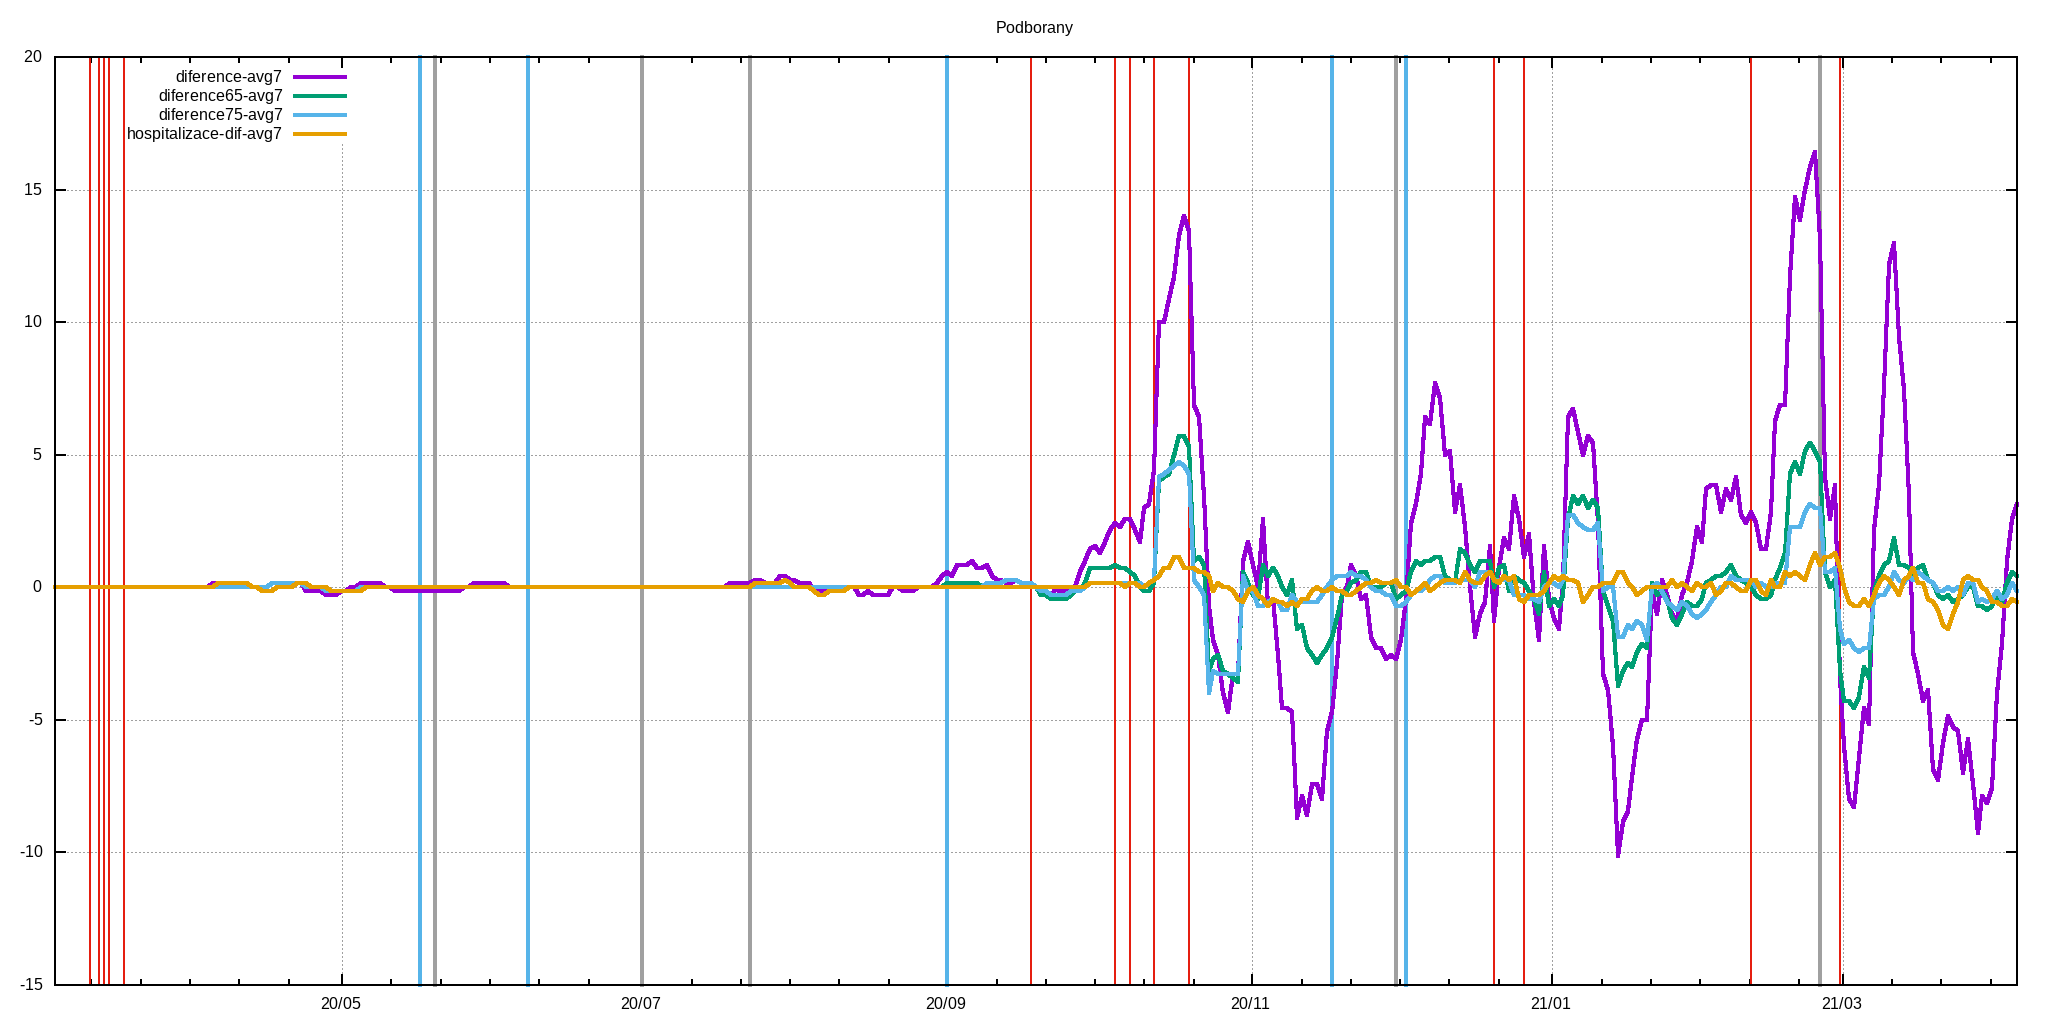 Podborany
20
diference-avg7
diference65-avg7
diference75-avg7
hospitalizace-dif-avg7
15
10
5
0
-5
-10
-15
20/05 20/07 20/09 20/11 21/01 21/03